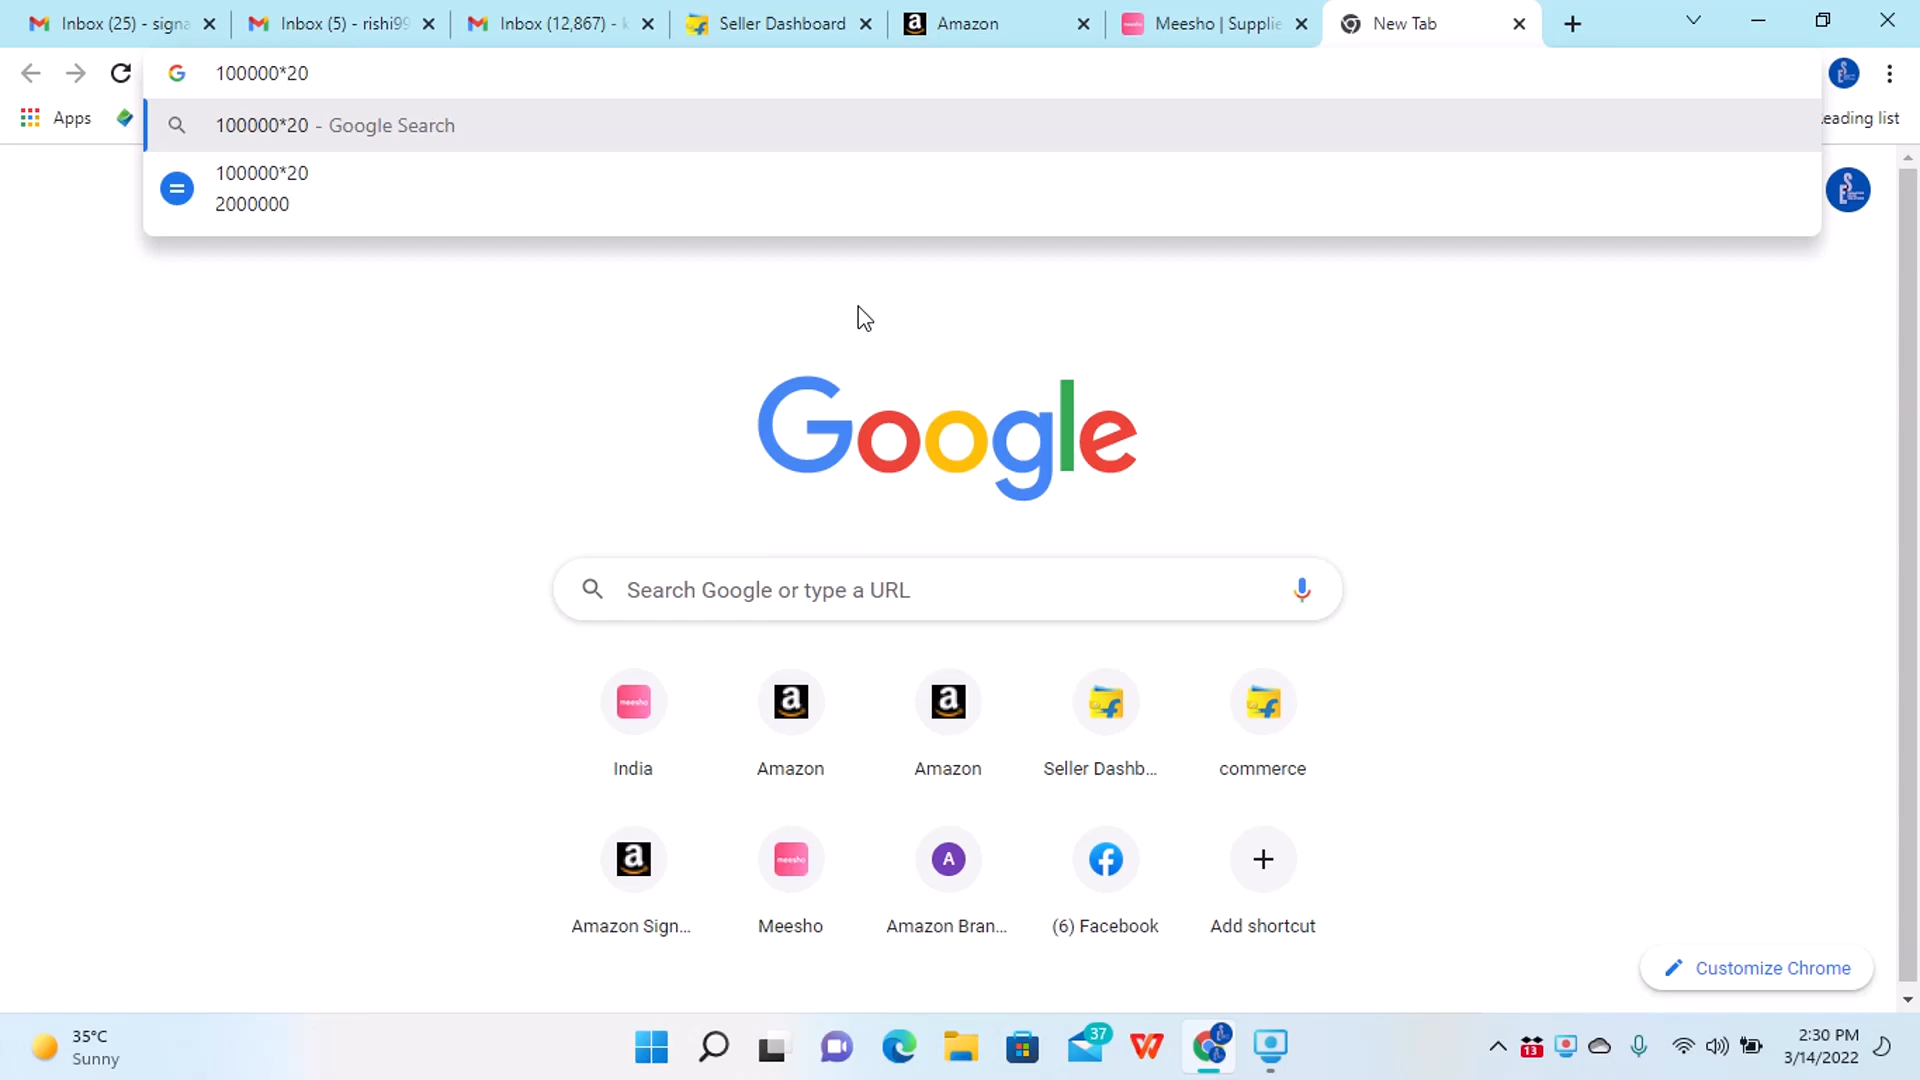 Inbox (25) - signa
Inbox (5) - rishi99
Inbox (12,867) - k
Seller Dashboard
Amazon
Meesho | Supplie
New Tab
100000*20
Apps
100000*20 - Google Search
eading list
100000*20
2000000
Google
Search Google or type a URL
India
Amazon
Amazon
Seller Dashb...
commerce
Amazon Sign...
Meesho
Amazon Bran...
(6) Facebook
Add shortcut
Customize Chrome
35°C
Sunny
37
13
2:30 PM
3/14/2022